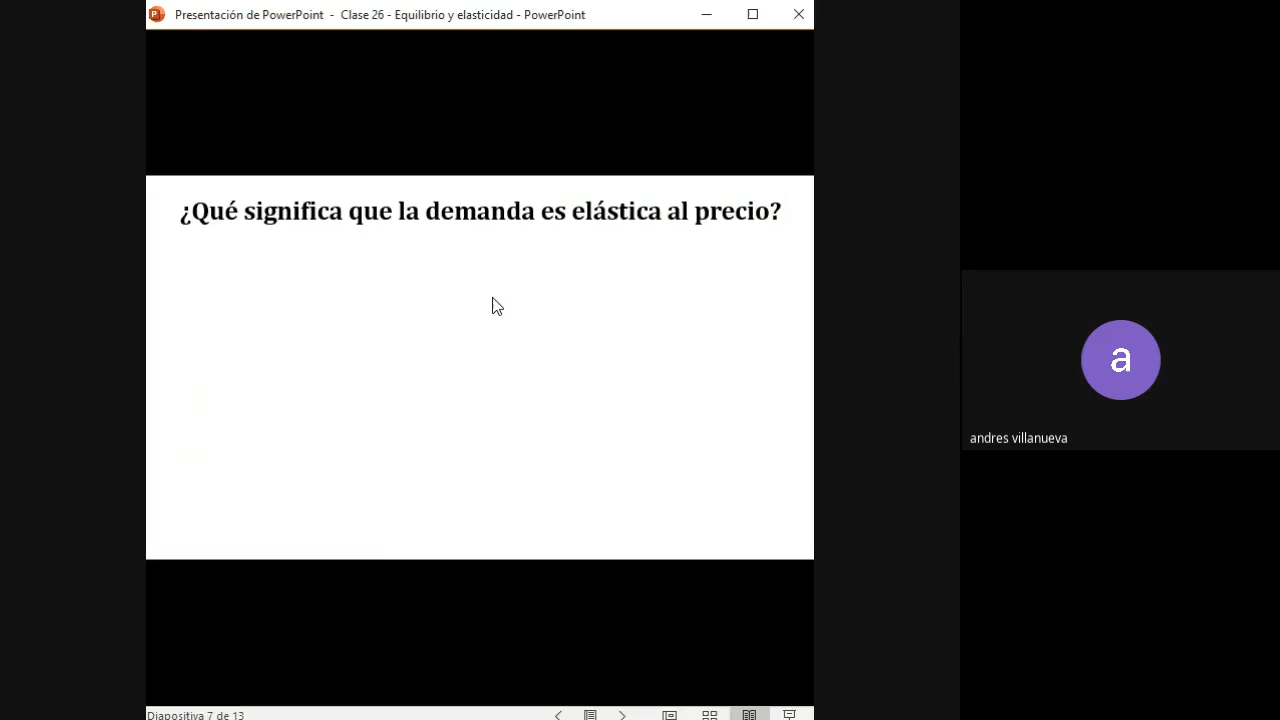 Presentación de PowerPoint - Clase 26 - Equilibrio y elasticidad - PowerPoint
¿Qué significa que la demanda es elástica al precio?
a
andres villanueva
Diapositiva 7 de 13